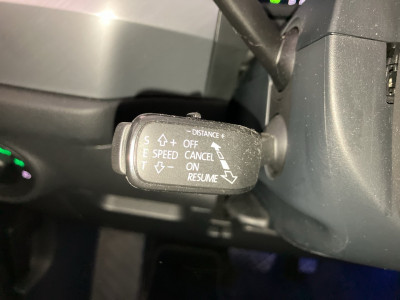 - DISTANCE +
S + OFF
E SPEED CANCEL
T - ON
RESUME